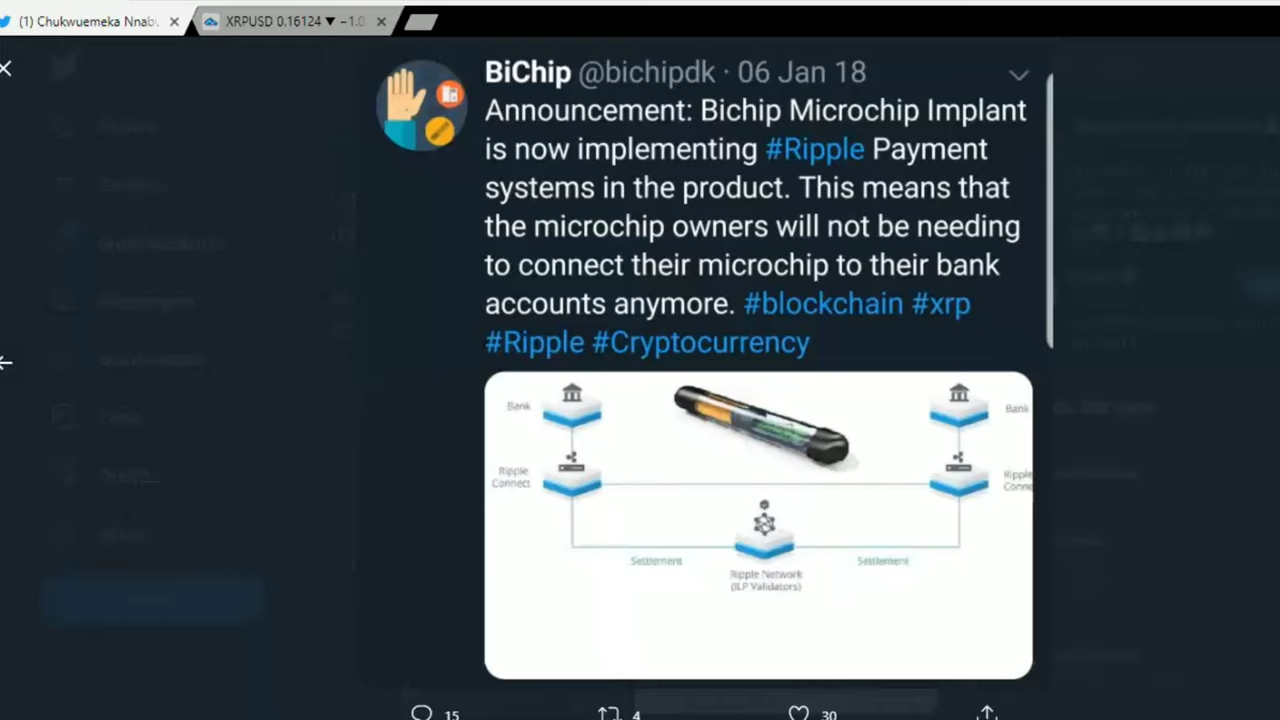 (1) Chukwuemeka Nnabu
XRPUSD 0.16124 ▼ −1.0
BiChip @bichipdk · 06 Jan 18
Announcement: Bichip Microchip Implant
is now implementing #Ripple Payment
systems in the product. This means that
the microchip owners will not be needing
to connect their microchip to their bank
accounts anymore. #blockchain #xrp
#Ripple #Cryptocurrency
Bank
Bank
Ripple
Connect
Ripple
Conne
Settlement
Settlement
Ripple Network
(ILP Validators)
15
4
30